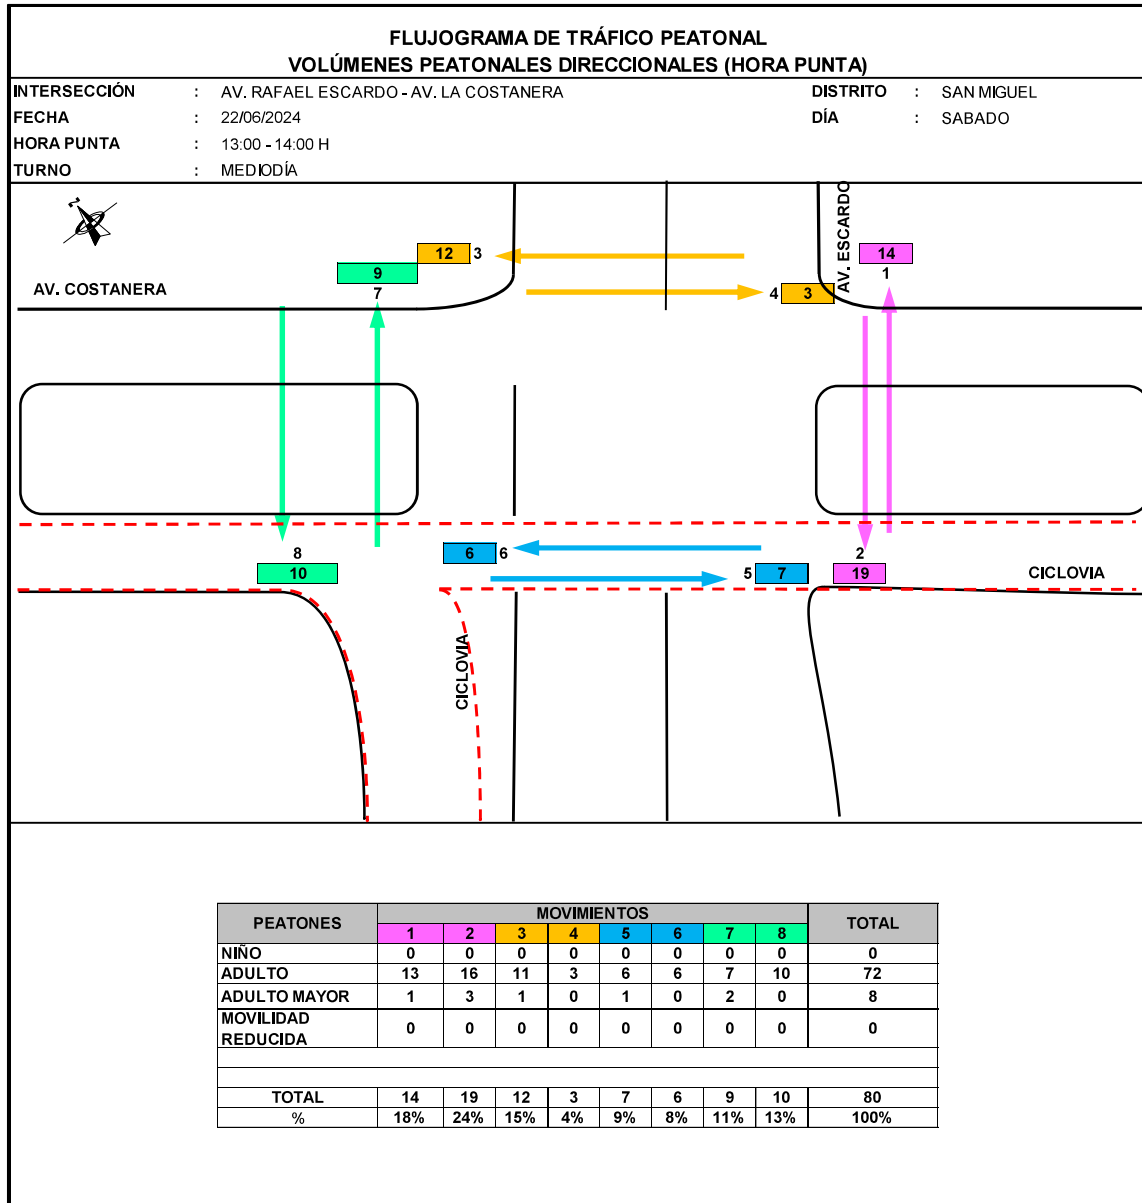 FLUJOGRAMA DE TRÁFICO PEATONAL
VOLÚMENES PEATONALES DIRECCIONALES (HORA PUNTA)
INTERSECCIÓN : AV. RAFAEL ESCARDO - AV. LA COSTANERA DISTRITO : SAN MIGUEL
FECHA : 22/06/2024 DÍA : SABADO
HORA PUNTA : 13:00 - 14:00 H
TURNO : MEDIODÍA
N
AV. ESCARDO
12 3 14
9 1
AV. COSTANERA 7 4 3
8 6 6 2
10 5 7 19 CICLOVIA
CICLOVIA
PEATONES MOVIMIENTOS TOTAL
1 2 3 4 5 6 7 8
NIÑO 0 0 0 0 0 0 0 0 0
ADULTO 13 16 11 3 6 6 7 10 72
ADULTO MAYOR 1 3 1 0 1 0 2 0 8
MOVILIDAD
REDUCIDA 0 0 0 0 0 0 0 0 0
TOTAL 14 19 12 3 7 6 9 10 80
% 18% 24% 15% 4% 9% 8% 11% 13% 100%